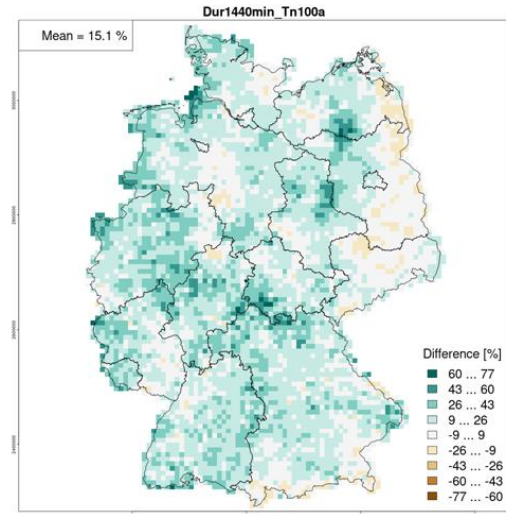 Dur1440min_Tn100a
Mean = 15.1 %
Difference [%]
60 ... 77
43 ... 60
26 ... 43
9 ... 26
-9 ... 9
-26 ... -9
-43 ... -26
-60 ... -43
-77 ... -60